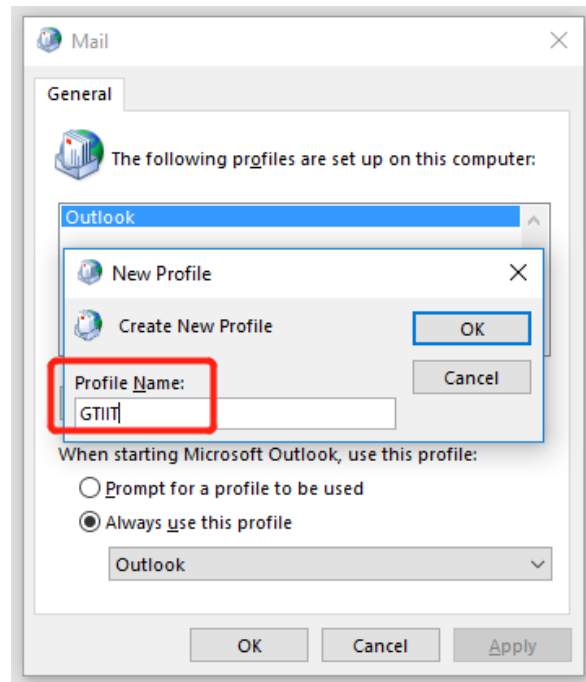 Mail
General
The following profiles are set up on this computer:
Outlook
New Profile
Create New Profile
OK
Cancel
Profile Name:
GTIIT
When starting Microsoft Outlook, use this profile:
Prompt for a profile to be used
Always use this profile
Outlook
OK Cancel Apply